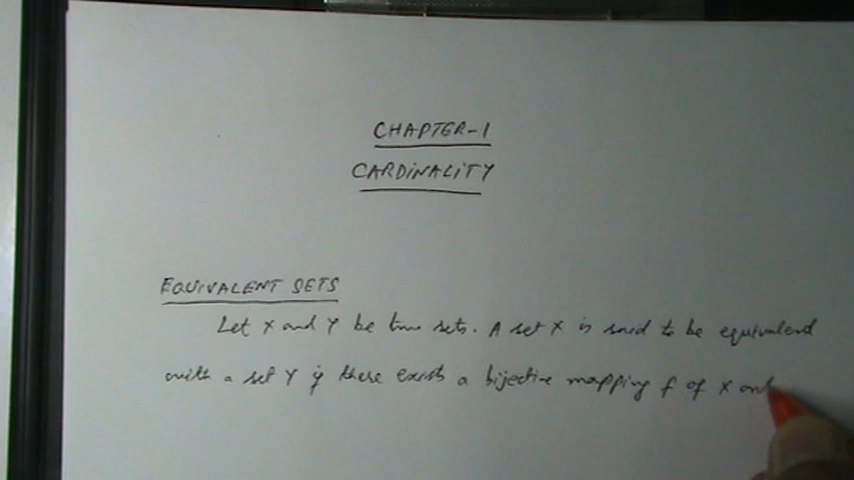 CHAPTER-1
CARDINALITY
EQUIVALENT SETS
Let X and Y be two sets. A set X is said to be equivalent
with a set Y if there exists a bijective mapping f of X